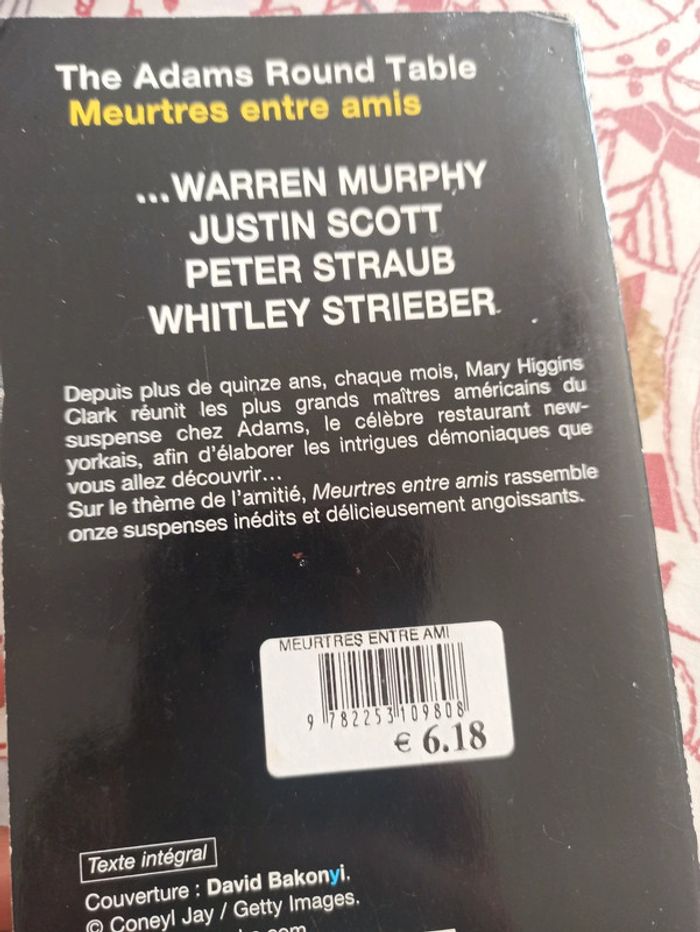 The Adams Round Table
Meurtres entre amis
...WARREN MURPHY
JUSTIN SCOTT
PETER STRAUB
WHITLEY STRIEBER
Depuis plus de quinze ans, chaque mois, Mary Higgins
Clark réunit les plus grands maîtres américains du
suspense chez Adams, le célèbre restaurant new-
yorkais, afin d'élaborer les intrigues démoniaques que
vous allez découvrir...
Sur le thème de l'amitié, Meurtres entre amis rassemble
onze suspenses inédits et délicieusement angoissants.
MEURTRES ENTRE AMI
9 782253 109808
€ 6.18
Texte intégral
Couverture : David Bakonyi.
© Coneyl Jay / Getty Images.